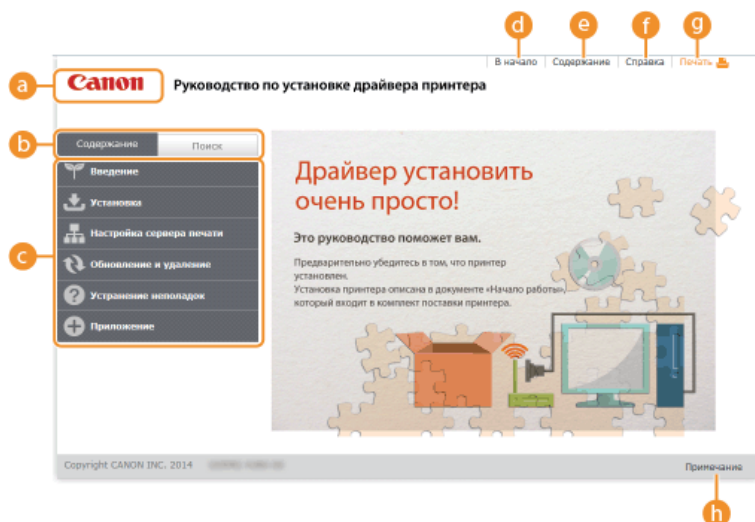 d e f g
В начало Содержание Справка Печать
a Canon Руководство по установке драйвера принтера
b Содержание Поиск
Введение
Установка
Настройка сервера печати
c Обновление и удаление
Устранение неполадок
Приложение
Драйвер установить
очень просто!
Это руководство поможет вам.
Предварительно убедитесь в том, что принтер
установлен.
Установка принтера описана в документе «Начало работы»,
который входит в комплект поставки принтера.
Copyright CANON INC. 2014
Примечание
h